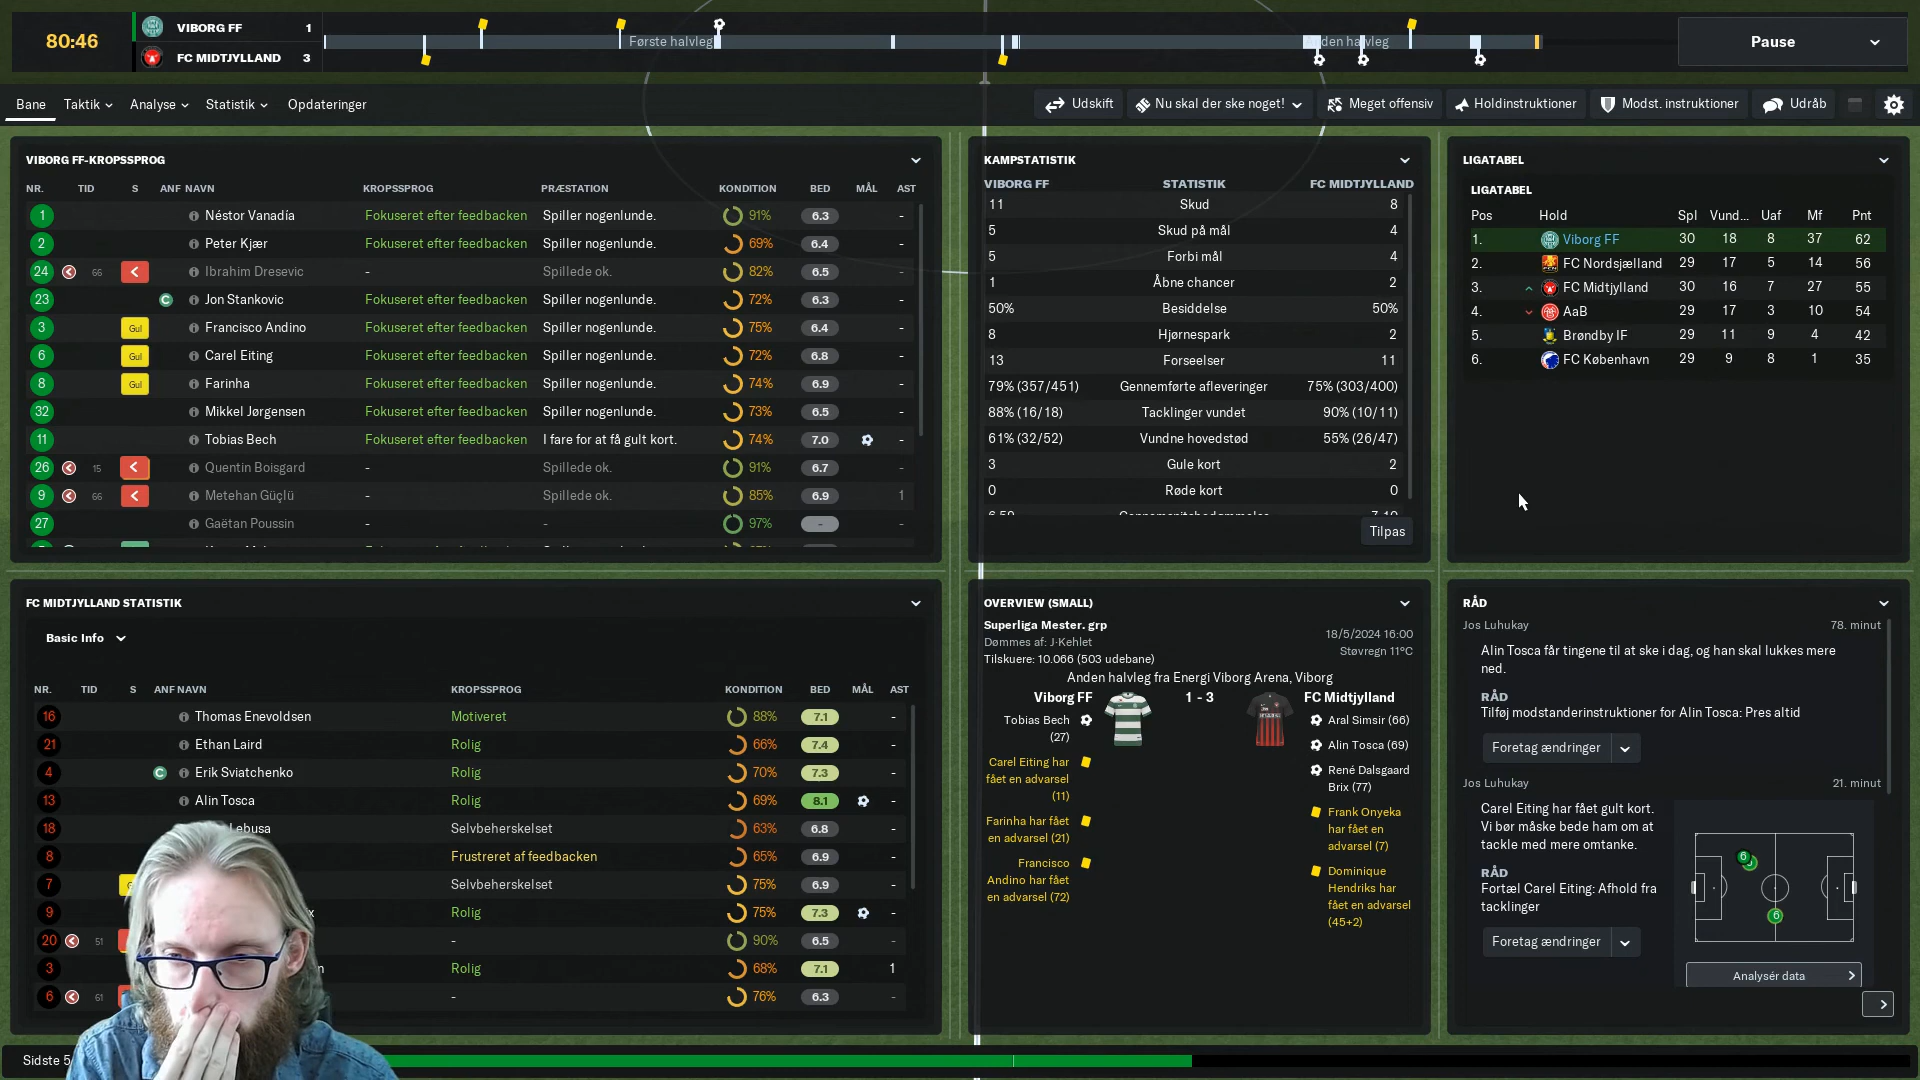 80:46
VIBORG FF 1
FC MIDTJYLLAND 3
Første halvleg
Pause
Bane Taktik Analyse Statistik Opdateringer
Udskift Nu skal der ske noget! Meget offensiv Holdinstruktioner Modst. instruktioner Udråb
VIBORG FF-KROPSSPROG
NR. TID S ANF NAVN KROPSSPROG PRÆSTATION KONDITION BED MÅL AST
1 Néstor Vanadía Fokuseret efter feedbacken Spiller nogenlunde. 91% 6.3 -
2 Peter Kjær Fokuseret efter feedbacken Spiller nogenlunde. 69% 6.4 -
24 66 Ibrahim Dresevic - Spillede ok. 82% 6.5 -
23 C Jon Stankovic Fokuseret efter feedbacken Spiller nogenlunde. 72% 6.3 -
3 Gul Francisco Andino Fokuseret efter feedbacken Spiller nogenlunde. 75% 6.4 -
6 Gul Carel Eiting Fokuseret efter feedbacken Spiller nogenlunde. 72% 6.8 -
8 Gul Farinha Fokuseret efter feedbacken Spiller nogenlunde. 74% 6.9 -
32 Mikkel Jørgensen Fokuseret efter feedbacken Spiller nogenlunde. 73% 6.5 -
11 Tobias Bech Fokuseret efter feedbacken I fare for at få gult kort. 74% 7.0 -
26 15 Quentin Boisgard - Spillede ok. 91% 6.7 -
9 66 Metehan Güçlü - Spillede ok. 85% 6.9 1
27 Gaëtan Poussin - - 97% - -
KAMPSTATISTIK
VIBORG FF STATISTIK FC MIDTJYLLAND
11 Skud 8
5 Skud på mål 4
5 Forbi mål 4
1 Åbne chancer 2
50% Besiddelse 50%
8 Hjørnespark 2
13 Forseelser 11
79% (357/451) Gennemførte afleveringer 75% (303/400)
88% (16/18) Tacklinger vundet 90% (10/11)
61% (32/52) Vundne hovedstød 55% (26/47)
3 Gule kort 2
0 Røde kort 0
Tilpas
LIGATABEL
LIGATABEL
Pos Hold Spl Vund... Uaf Mf Pnt
1. Viborg FF 30 18 8 37 62
2. FC Nordsjælland 29 17 5 14 56
3. FC Midtjylland 30 16 7 27 55
4. AaB 29 17 3 10 54
5. Brøndby IF 29 11 9 4 42
6. FC København 29 9 8 1 35
FC MIDTJYLLAND STATISTIK
Basic Info
NR. TID S ANF NAVN KROPSSPROG KONDITION BED MÅL AST
16 Thomas Enevoldsen Motiveret 88% 7.1 -
21 Ethan Laird Rolig 66% 7.4 -
4 C Erik Sviatchenko Rolig 70% 7.3 -
13 Alin Tosca Rolig 69% 8.1 -
18 Lebusa Selvbeherskelset 63% 6.8 -
8 Frustreret af feedbacken 65% 6.9 -
7 Selvbeherskelset 75% 6.9 -
9 x Rolig 75% 7.3 -
20 51 - 90% 6.5 -
3 n Rolig 68% 7.1 1
6 61 - 76% 6.3 -
OVERVIEW (SMALL)
Superliga Mester. grp
Dømmes af: J·Kehlet
Tilskuere: 10.066 (503 udebane)
18/5/2024 16:00
Støvregn 11°C
Anden halvleg fra Energi Viborg Arena, Viborg
Viborg FF 1 - 3 FC Midtjylland
Tobias Bech
(27)
Carel Eiting har
fået en advarsel
(11)
Farinha har fået
en advarsel (21)
Francisco
Andino har fået
en advarsel (72)
Aral Simsir (66)
Alin Tosca (69)
René Dalsgaard
Brix (77)
Frank Onyeka
har fået en
advarsel (7)
Dominique
Hendriks har
fået en advarsel
(45+2)
RÅD
Jos Luhukay 78. minut
Alin Tosca får tingene til at ske i dag, og han skal lukkes mere
ned.
RÅD
Tilføj modstanderinstruktioner for Alin Tosca: Pres altid
Foretag ændringer
Jos Luhukay 21. minut
Carel Eiting har fået gult kort.
Vi bør måske bede ham om at
tackle med mere omtanke.
RÅD
Fortæl Carel Eiting: Afhold fra
tacklinger
Foretag ændringer
6
6
Analysér data
Sidste 5